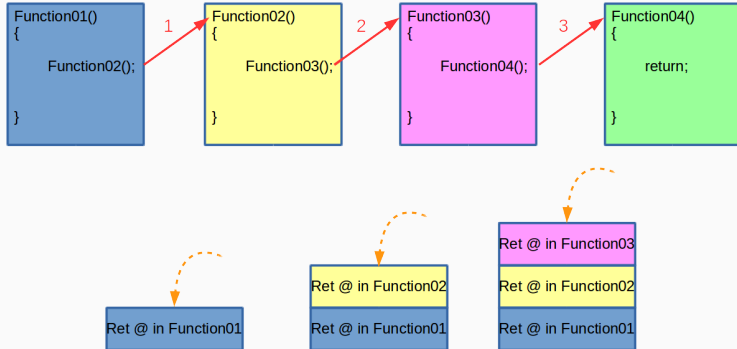 Function01()
{
Function02();
}
1
Function02()
{
Function03();
}
2
Function03()
{
Function04();
}
3
Function04()
{
return;
}
Ret @ in Function01
Ret @ in Function02
Ret @ in Function01
Ret @ in Function03
Ret @ in Function02
Ret @ in Function01